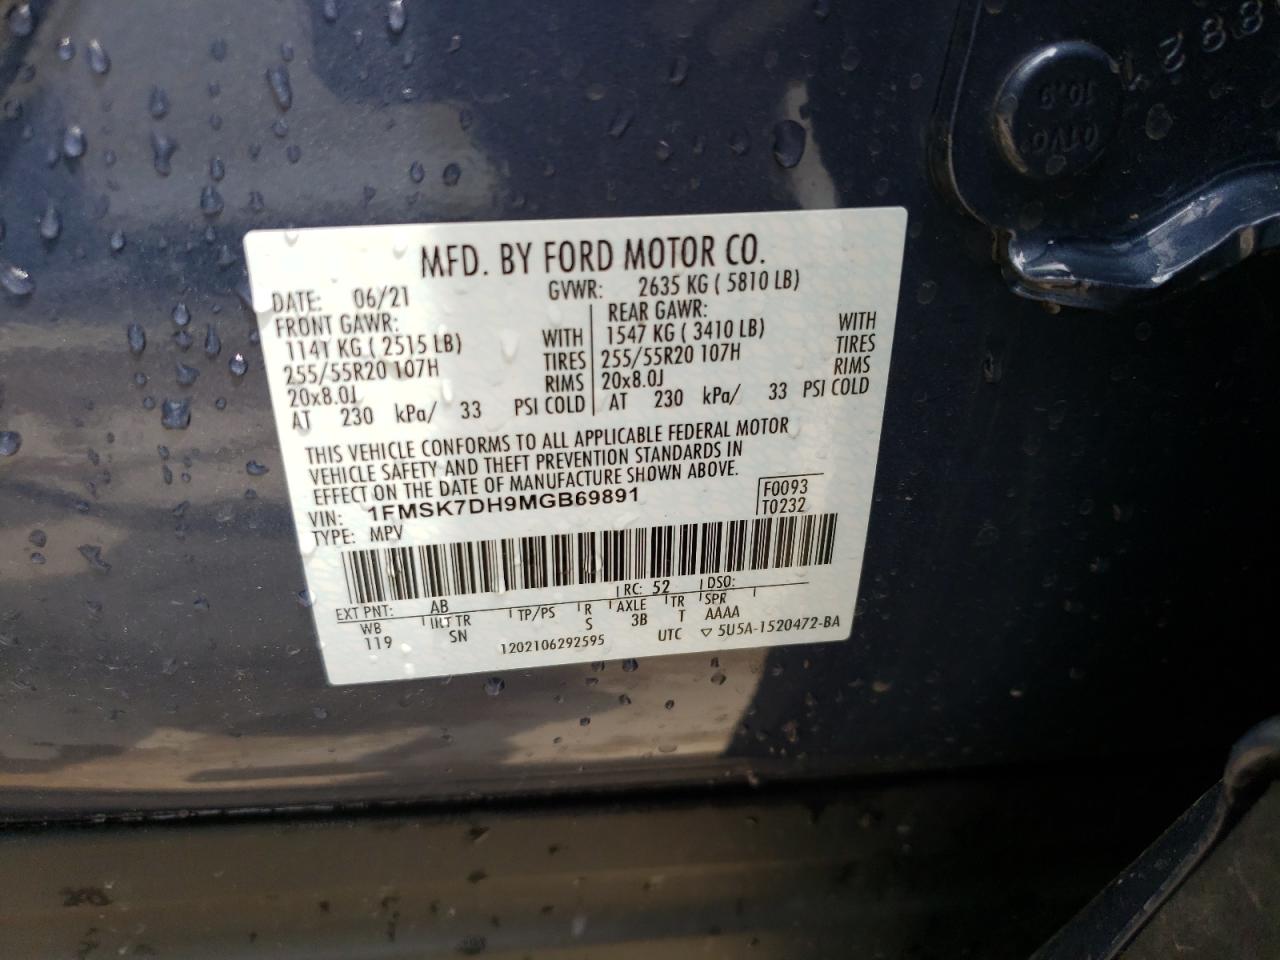 MFD. BY FORD MOTOR CO.
DATE: 06/21 GVWR: 2635 KG ( 5810 LB)
FRONT GAWR: REAR GAWR:
1141 KG ( 2515 LB) WITH 1547 KG ( 3410 LB) WITH
255/55R20 107H TIRES 255/55R20 107H TIRES
20x8.0J RIMS 20x8.0J RIMS
AT 230 kPa/ 33 PSI COLD AT 230 kPa/ 33 PSI COLD
THIS VEHICLE CONFORMS TO ALL APPLICABLE FEDERAL MOTOR
VEHICLE SAFETY AND THEFT PREVENTION STANDARDS IN
EFFECT ON THE DATE OF MANUFACTURE SHOWN ABOVE.
VIN: 1FMSK7DH9MGB69891 F0093
TYPE: MPV T0232
EXT PNT: AB RC: 52 DSO:
WB INT TR TP/PS R AXLE TR SPR
119 SN S 3B T AAAA
1202106292595 UTC ▽ 5U5A-1520472-BA
10.9